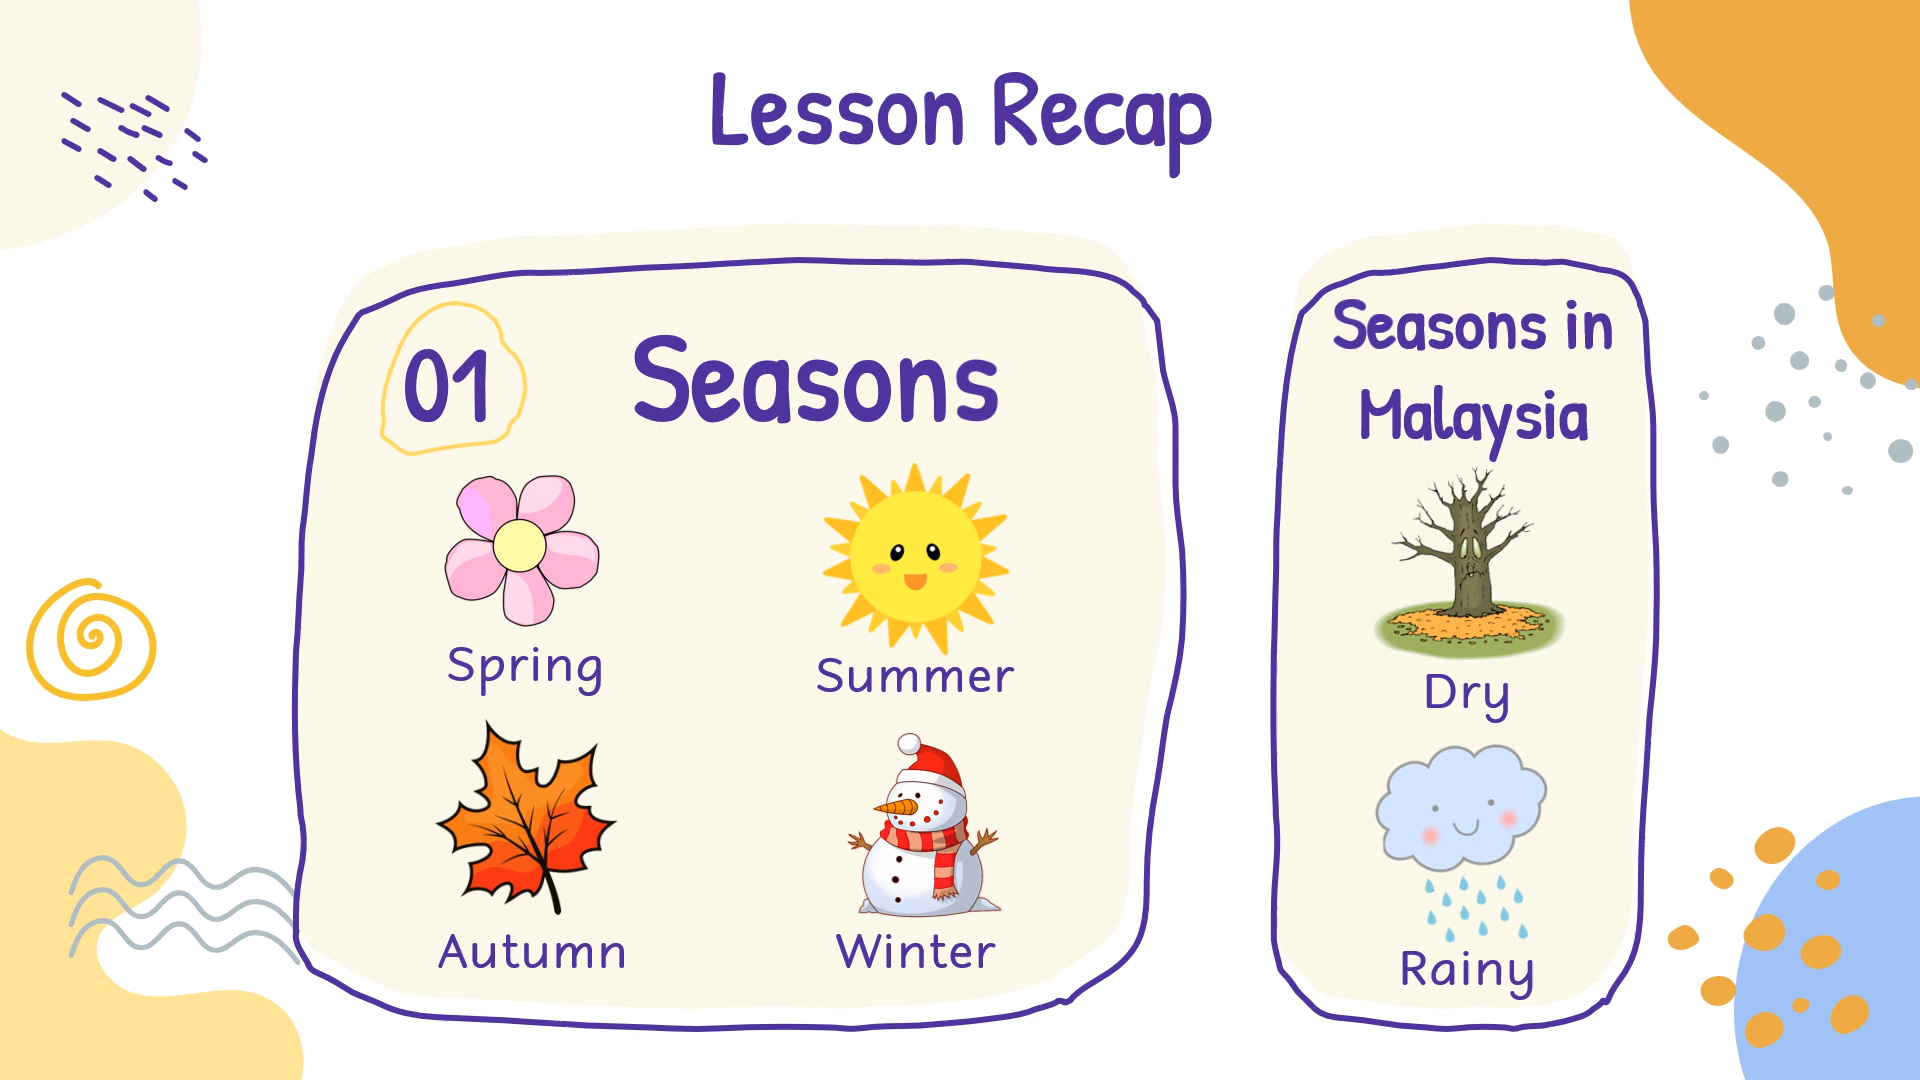 Lesson Recap
01
Seasons
Spring
Summer
Autumn
Winter
Seasons in
Malaysia
Dry
Rainy